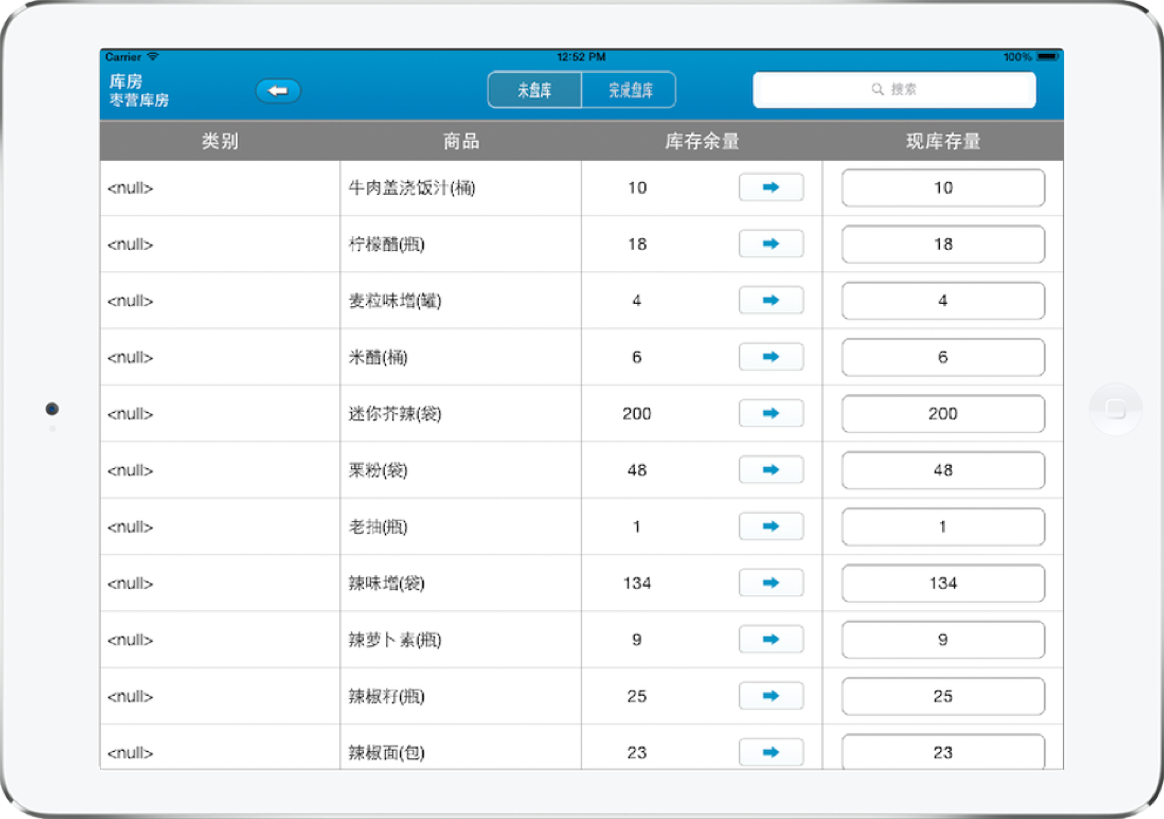 Carrier 12:52 PM 100%
库房
枣营库房
未盘库 完成盘库 搜索
类别 商品 库存余量 现库存量
<null> 牛肉盖浇饭汁(桶) 10 10
<null> 柠檬醋(瓶) 18 18
<null> 麦粒味增(罐) 4 4
<null> 米醋(桶) 6 6
<null> 迷你芥辣(袋) 200 200
<null> 栗粉(袋) 48 48
<null> 老抽(瓶) 1 1
<null> 辣味增(袋) 134 134
<null> 辣萝卜素(瓶) 9 9
<null> 辣椒籽(瓶) 25 25
<null> 辣椒面(包) 23 23